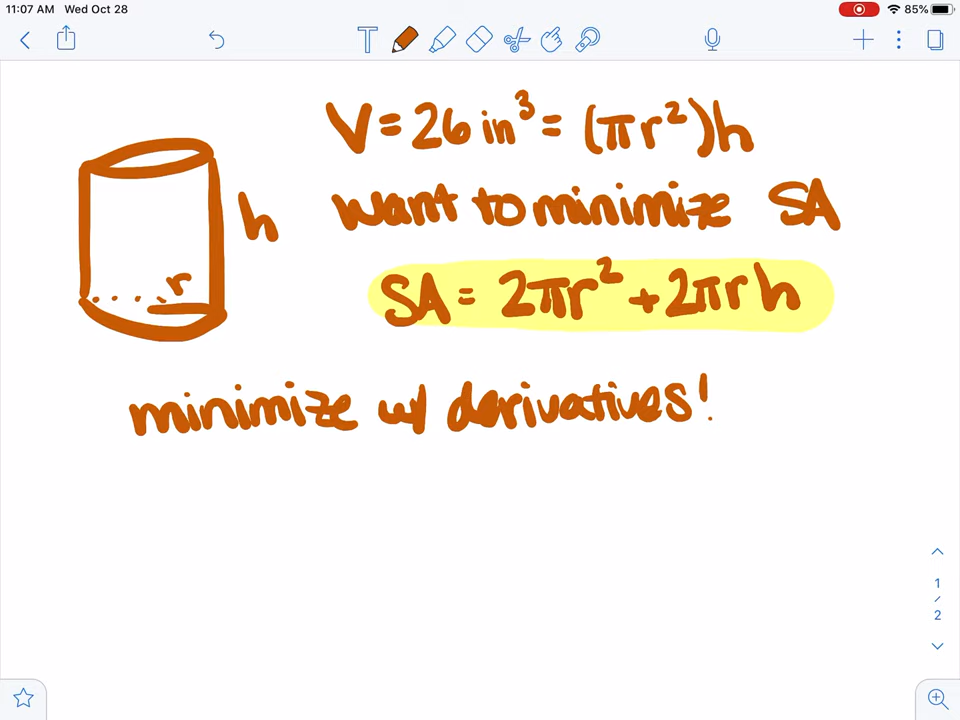 11:07 AM Wed Oct 28 85%
T
V = 26 in³ = (πr²)h
want to minimize SA
h
r
SA = 2πr² + 2πrh
minimize w/ derivatives!
1
/
2